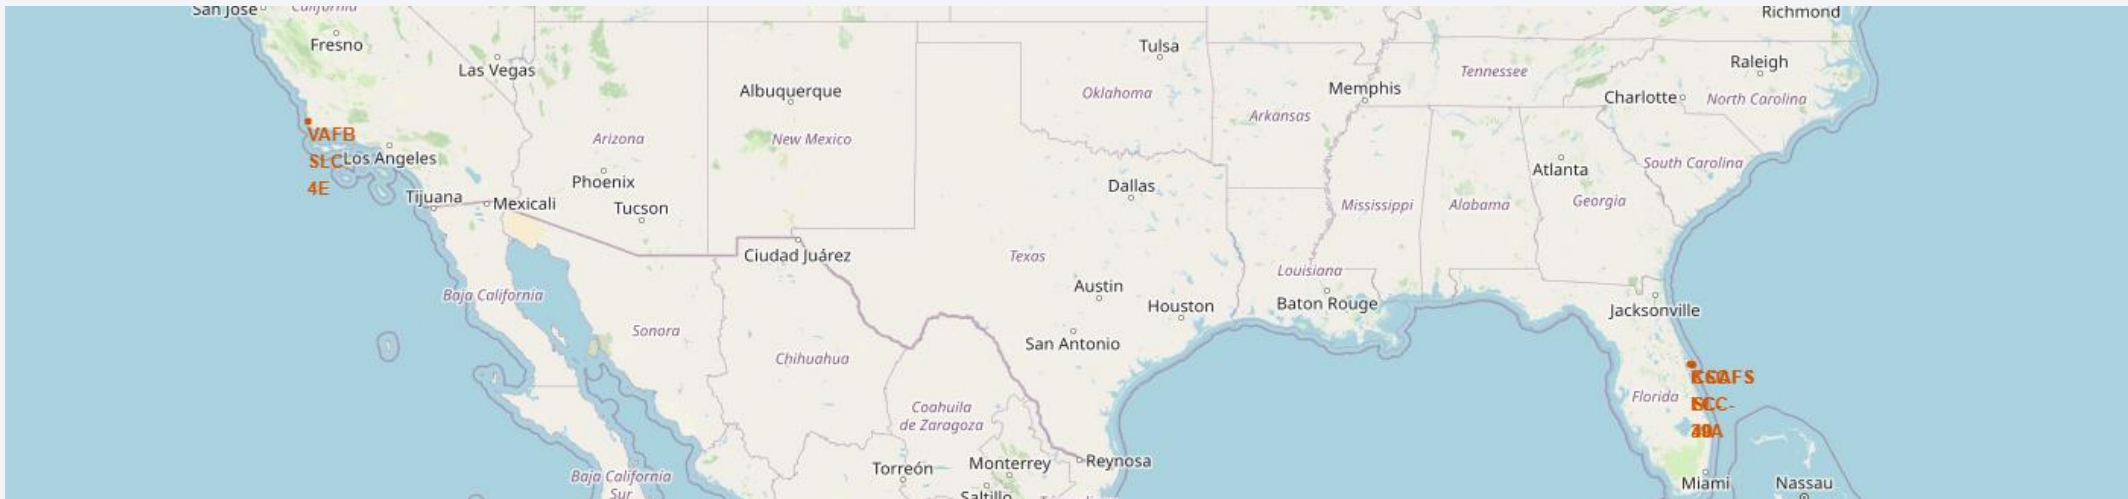 San Jose
California
Richmond
Fresno
Tulsa
Las Vegas
Raleigh
Tennessee
Albuquerque
Memphis
Oklahoma
Charlotte
North Carolina
Arkansas
VAFB
SLC
4E
Arizona
New Mexico
Los Angeles
South Carolina
Atlanta
Phoenix
Dallas
Tijuana
Mexicali
Tucson
Mississippi
Alabama
Georgia
Ciudad Juárez
Texas
Louisiana
Austin
Baja California
Houston
Baton Rouge
Jacksonville
Sonora
San Antonio
Chihuahua
Florida
Coahuila
de Zaragoza
Torreón
Monterrey
Reynosa
Baja California
Sur
Miami
Nassau
Saltillo